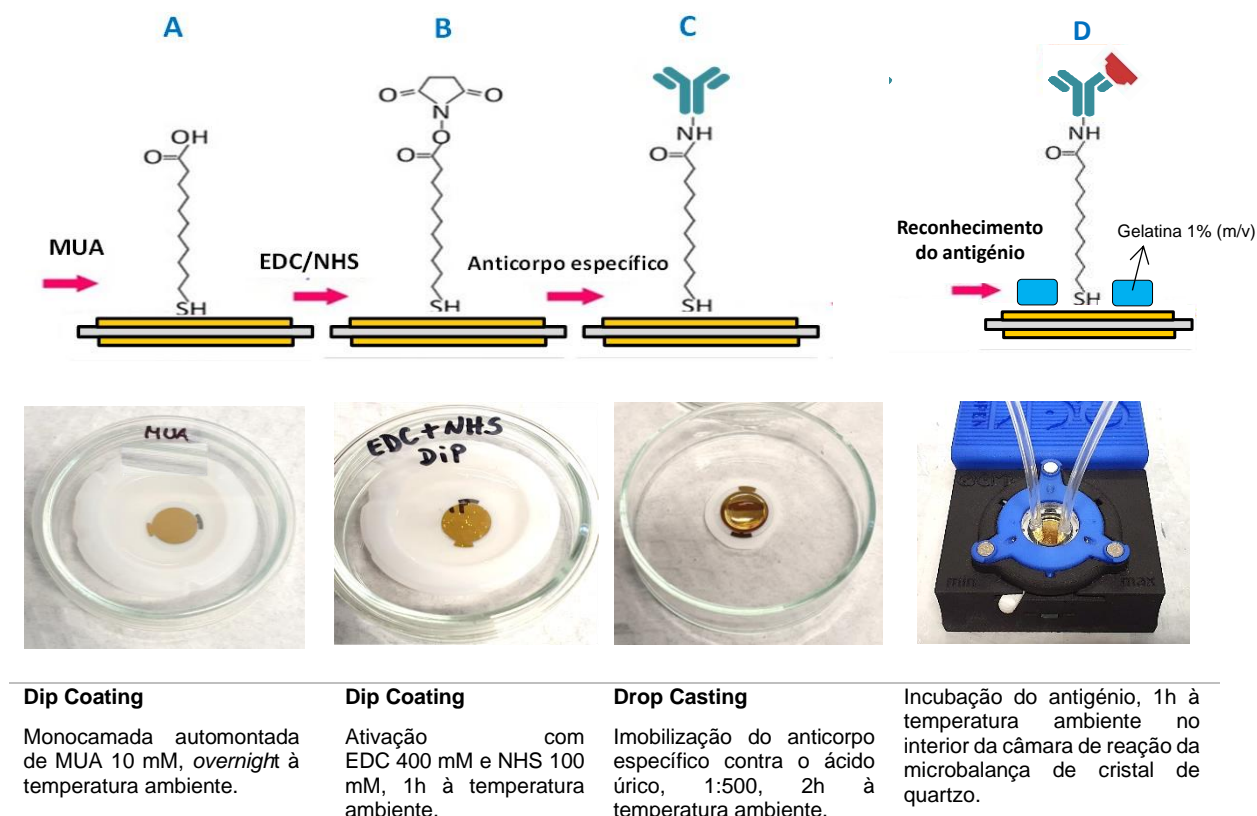 A
B
C
D
OH
O
O
O
N
O
O
NH
O
NH
O
MUA
EDC/NHS
Anticorpo específico
Reconhecimento
do antigénio
Gelatina 1% (m/v)
SH
SH
SH
SH
MUA
EDC+NHS
DiP
OPEN
min
max
Dip Coating
Monocamada automontada
de MUA 10 mM, overnight à
temperatura ambiente.
Dip Coating
Ativação com
EDC 400 mM e NHS 100
mM, 1h à temperatura
ambiente.
Drop Casting
Imobilização do anticorpo
específico contra o ácido
úrico, 1:500, 2h à
temperatura ambiente.
Incubação do antigénio, 1h à
temperatura ambiente no
interior da câmara de reação da
microbalança de cristal de
quartzo.